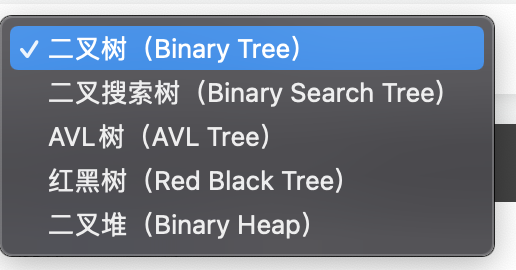 ✓ 二叉树（Binary Tree）
二叉搜索树（Binary Search Tree）
AVL树（AVL Tree）
红黑树（Red Black Tree）
二叉堆（Binary Heap）